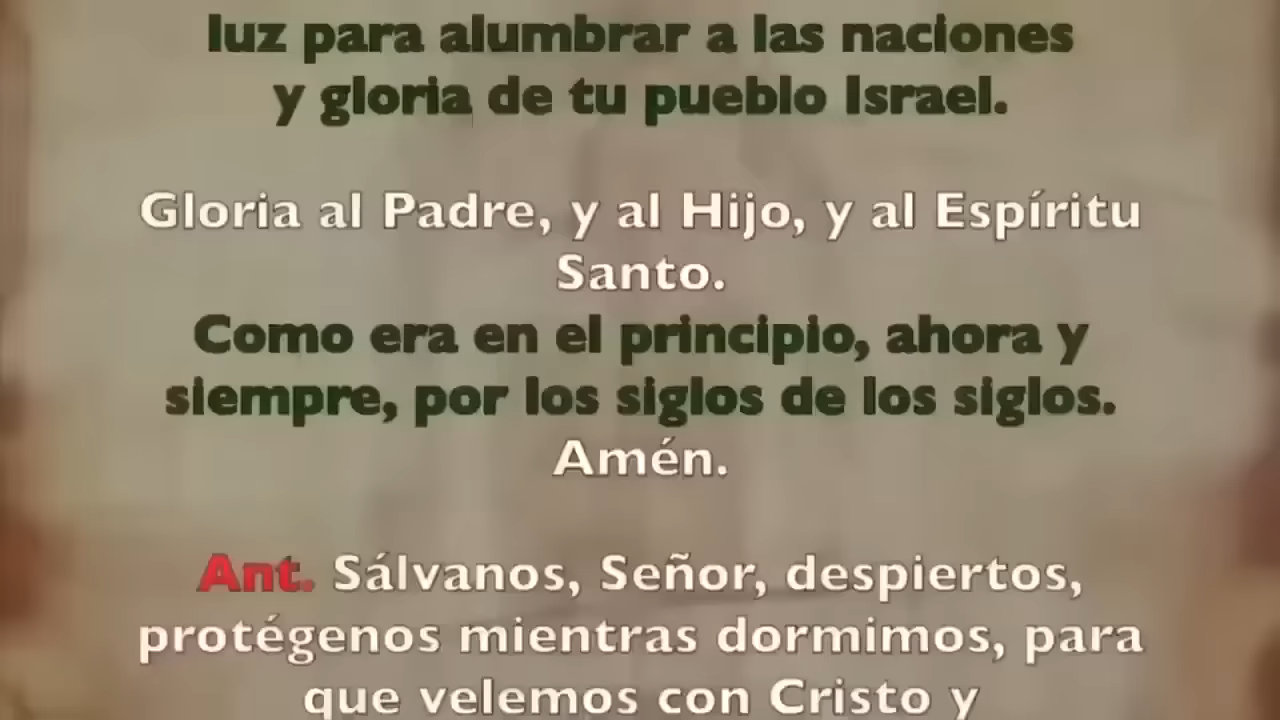 luz para alumbrar a las naciones
y gloria de tu pueblo Israel.
Gloria al Padre, y al Hijo, y al Espíritu
Santo.
Como era en el principio, ahora y
siempre, por los siglos de los siglos.
Amén.
Ant. Sálvanos, Señor, despiertos,
protégenos mientras dormimos, para
que velemos con Cristo y